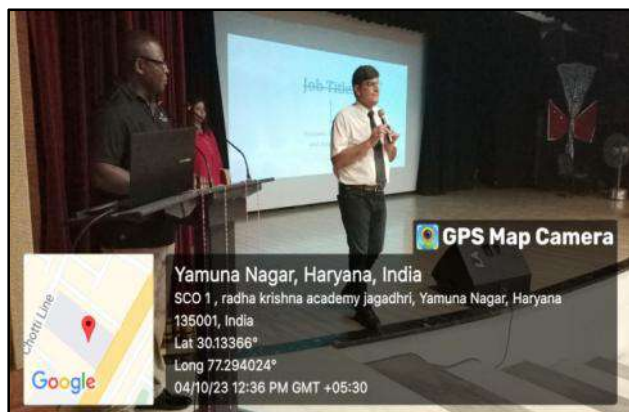 Job Title
GPS Map Camera
Yamuna Nagar, Haryana, India
SCO 1 , radha krishna academy jagadhri, Yamuna Nagar, Haryana
135001, India
Lat 30.13366°
Long 77.294024°
04/10/23 12:36 PM GMT +05:30
Chotti Line
Google